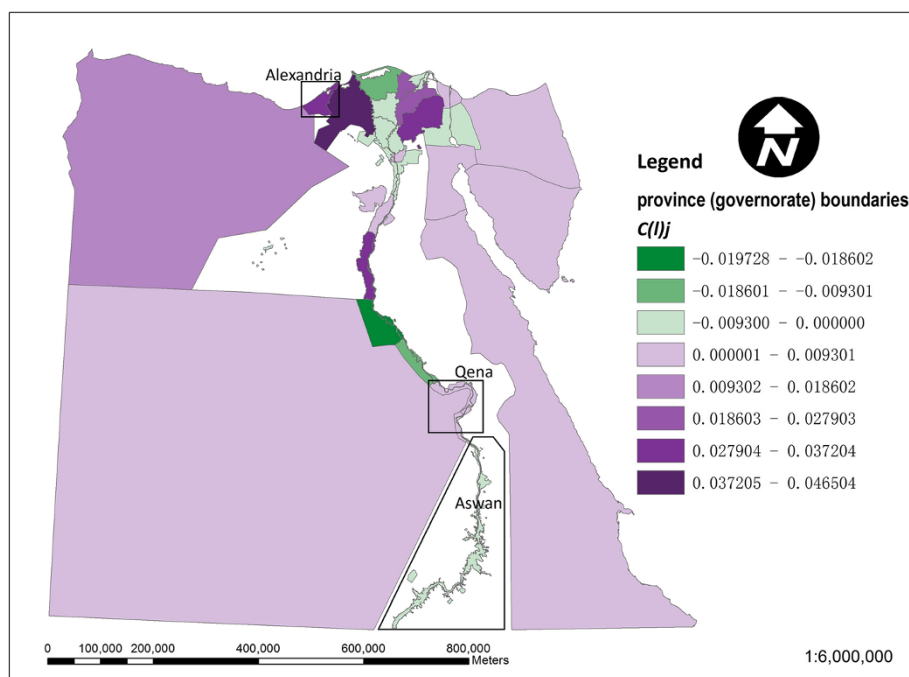 Alexandria
N
Legend
province (governorate) boundaries
C(l)j
-0.019728 - -0.018602
-0.018601 - -0.009301
-0.009300 - 0.000000
0.000001 - 0.009301
0.009302 - 0.018602
0.018603 - 0.027903
0.027904 - 0.037204
0.037205 - 0.046504
Qena
Aswan
0 100,000 200,000 400,000 600,000 800,000
Meters
1:6,000,000